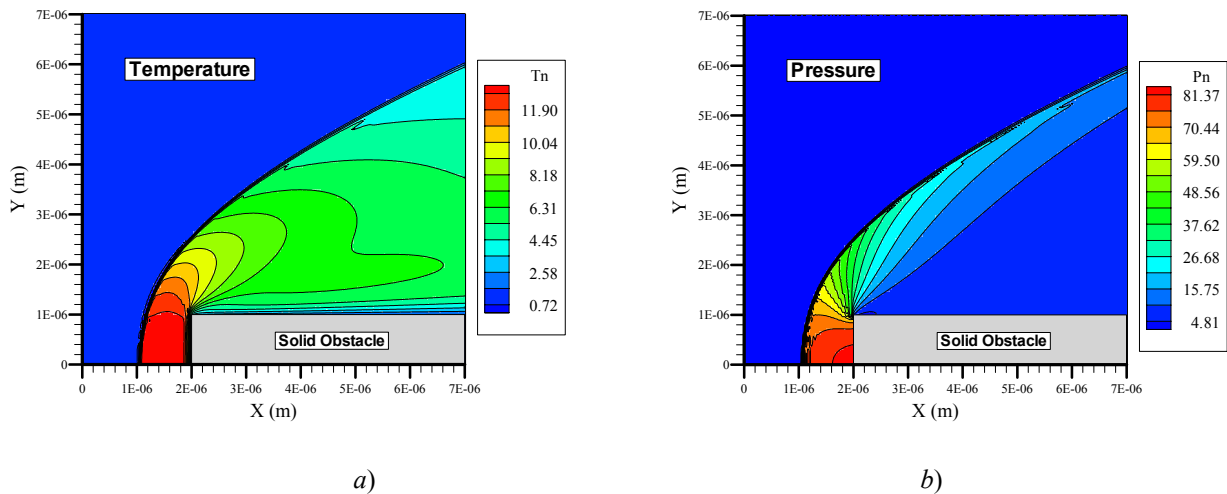 7E-06
6E-06
5E-06
4E-06
3E-06
2E-06
1E-06
0
Y (m)
0 1E-06 2E-06 3E-06 4E-06 5E-06 6E-06 7E-06
X (m)
Temperature
Solid Obstacle
Tn
11.90
10.04
8.18
6.31
4.45
2.58
0.72
a)
7E-06
6E-06
5E-06
4E-06
3E-06
2E-06
1E-06
0
Y (m)
0 1E-06 2E-06 3E-06 4E-06 5E-06 6E-06 7E-06
X (m)
Pressure
Solid Obstacle
Pn
81.37
70.44
59.50
48.56
37.62
26.68
15.75
4.81
b)